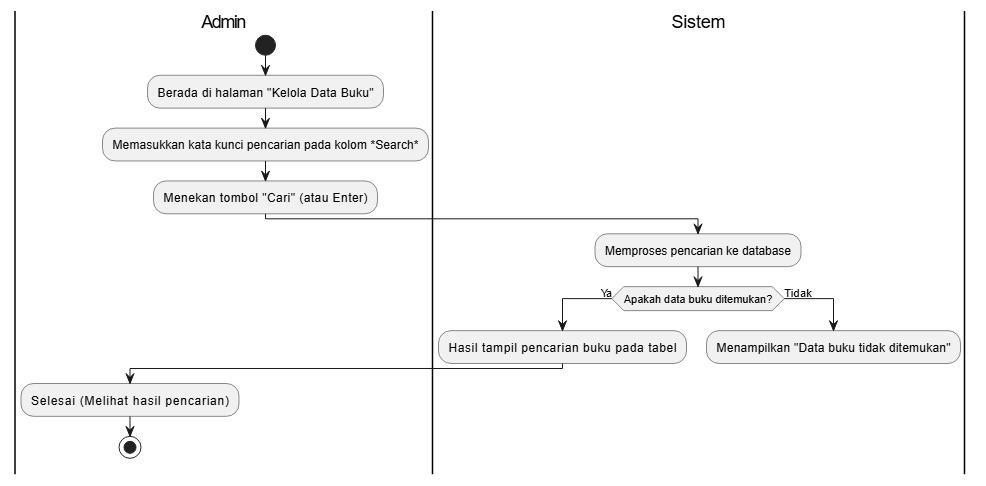 Admin
Sistem
Berada di halaman "Kelola Data Buku"
Memasukkan kata kunci pencarian pada kolom *Search*
Menekan tombol "Cari" (atau Enter)
Memproses pencarian ke database
Ya
Apakah data buku ditemukan?
Tidak
Hasil tampil pencarian buku pada tabel
Menampilkan "Data buku tidak ditemukan"
Selesai (Melihat hasil pencarian)